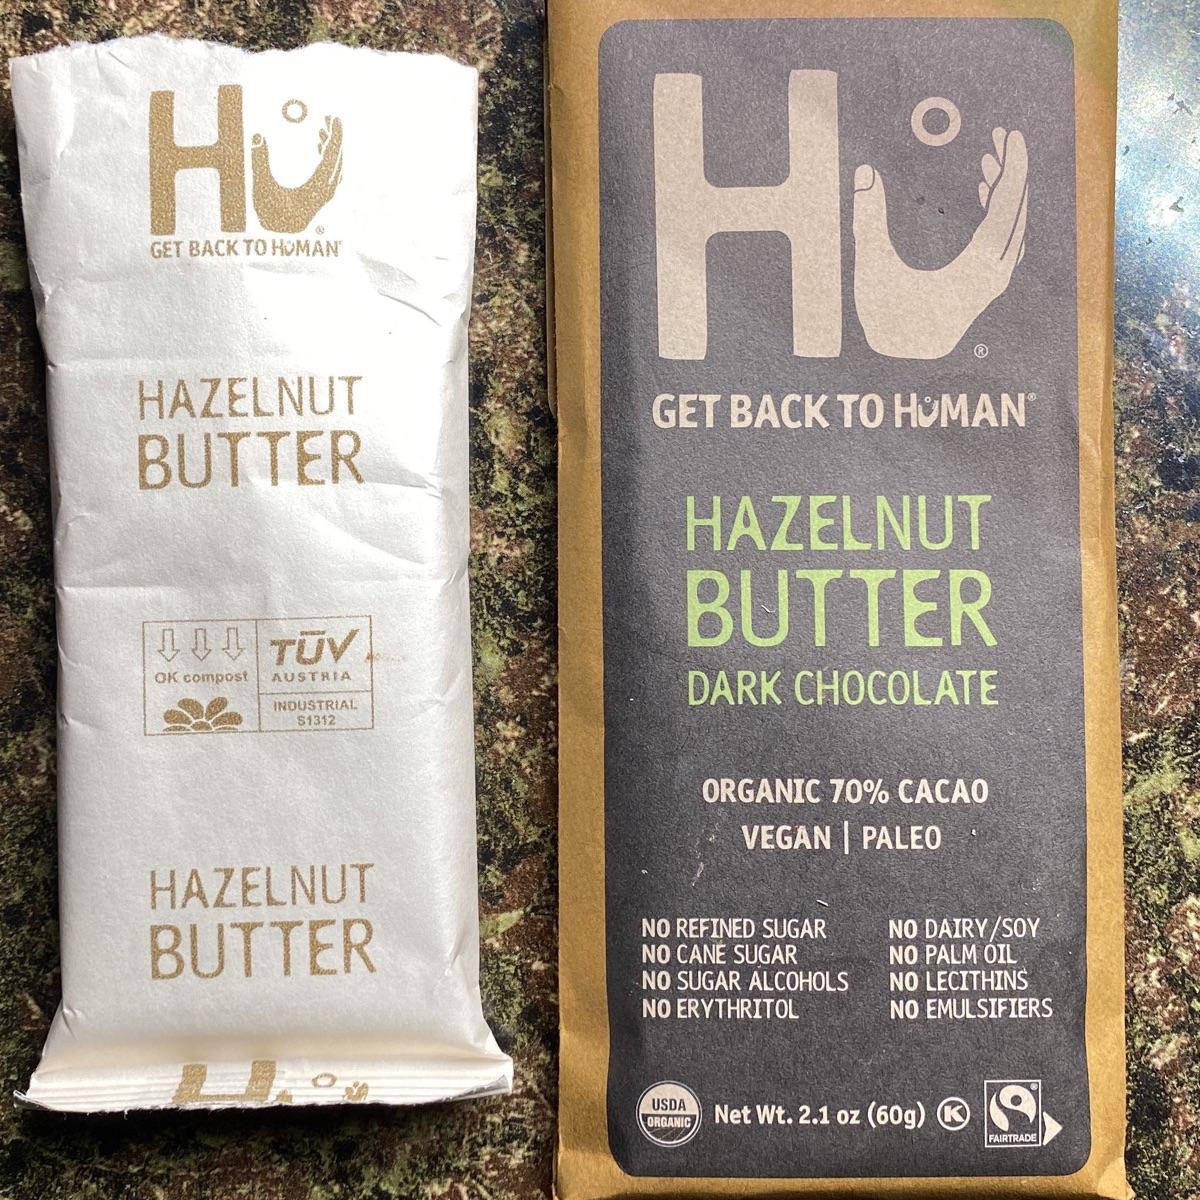 Hu
GET BACK TO HUMAN
HAZELNUT
BUTTER
OK compost
TÜV
AUSTRIA
INDUSTRIAL
S1312
HAZELNUT
BUTTER
Hu
Hu
®
GET BACK TO HUMAN®
HAZELNUT
BUTTER
DARK CHOCOLATE
ORGANIC 70% CACAO
VEGAN | PALEO
NO REFINED SUGAR
NO CANE SUGAR
NO SUGAR ALCOHOLS
NO ERYTHRITOL
NO DAIRY/SOY
NO PALM OIL
NO LECITHINS
NO EMULSIFIERS
USDA
ORGANIC
Net Wt. 2.1 oz (60g)
K
FAIRTRADE